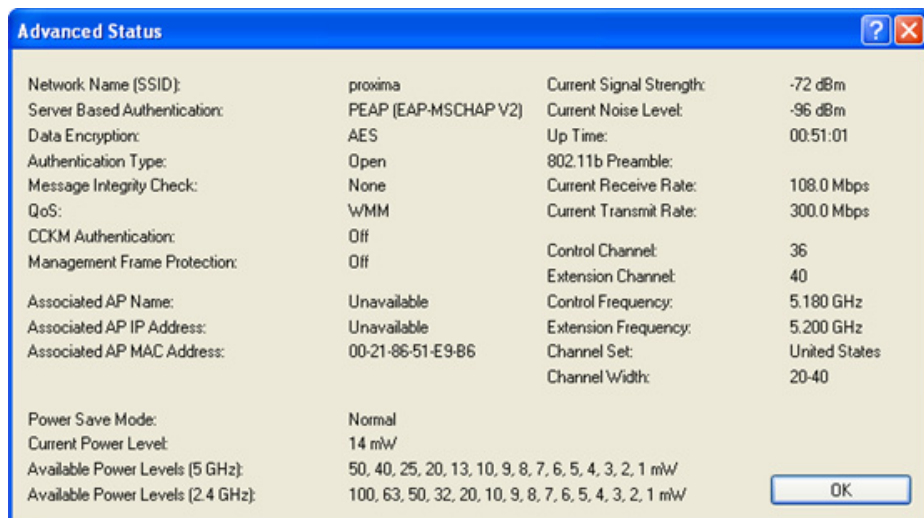 Advanced Status
Network Name (SSID): proxima
Server Based Authentication: PEAP (EAP-MSCHAP V2)
Data Encryption: AES
Authentication Type: Open
Message Integrity Check: None
QoS: WMM
CCKM Authentication: Off
Management Frame Protection: Off
Associated AP Name: Unavailable
Associated AP IP Address: Unavailable
Associated AP MAC Address: 00-21-86-51-E9-B6
Current Signal Strength: -72 dBm
Current Noise Level: -96 dBm
Up Time: 00:51:01
802.11b Preamble:
Current Receive Rate: 108.0 Mbps
Current Transmit Rate: 300.0 Mbps
Control Channel: 36
Extension Channel: 40
Control Frequency: 5.180 GHz
Extension Frequency: 5.200 GHz
Channel Set: United States
Channel Width: 20-40
Power Save Mode: Normal
Current Power Level: 14 mW
Available Power Levels (5 GHz): 50, 40, 25, 20, 13, 10, 9, 8, 7, 6, 5, 4, 3, 2, 1 mW
Available Power Levels (2.4 GHz): 100, 63, 50, 32, 20, 10, 9, 8, 7, 6, 5, 4, 3, 2, 1 mW
OK